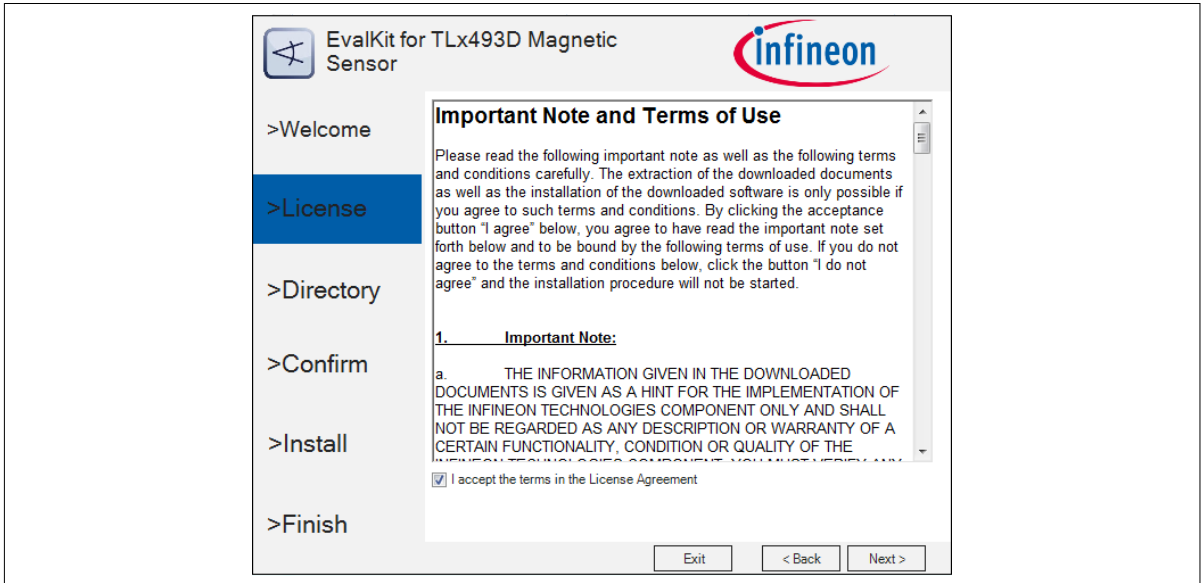 EvalKit for TLx493D Magnetic
Sensor
infineon
>Welcome
>License
>Directory
>Confirm
>Install
>Finish
Important Note and Terms of Use
Please read the following important note as well as the following terms
and conditions carefully. The extraction of the downloaded documents
as well as the installation of the downloaded software is only possible if
you agree to such terms and conditions. By clicking the acceptance
button “I agree” below, you agree to have read the important note set
forth below and to be bound by the following terms of use. If you do not
agree to the terms and conditions below, click the button “I do not
agree” and the installation procedure will not be started.
1. Important Note:
a. THE INFORMATION GIVEN IN THE DOWNLOADED
DOCUMENTS IS GIVEN AS A HINT FOR THE IMPLEMENTATION OF
THE INFINEON TECHNOLOGIES COMPONENT ONLY AND SHALL
NOT BE REGARDED AS ANY DESCRIPTION OR WARRANTY OF A
CERTAIN FUNCTIONALITY, CONDITION OR QUALITY OF THE
INFINEON TECHNOLOGIES COMPONENT. YOU MUST VERIFY ANY
I accept the terms in the License Agreement
Exit
< Back
Next >